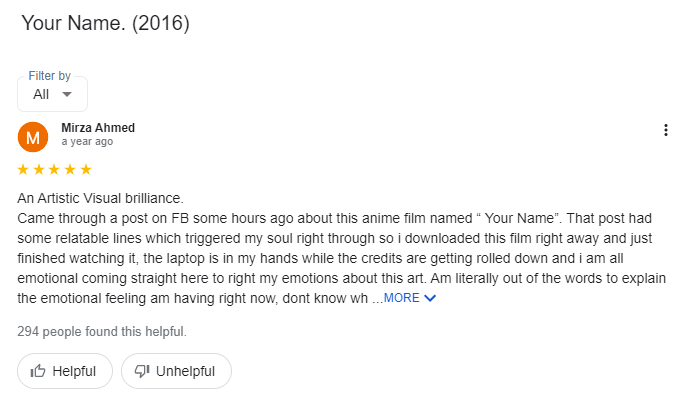 Your Name. (2016)
Filter by
All
M
Mirza Ahmed
a year ago
An Artistic Visual brilliance.
Came through a post on FB some hours ago about this anime film named “ Your Name”. That post had
some relatable lines which triggered my soul right through so i downloaded this film right away and just
finished watching it, the laptop is in my hands while the credits are getting rolled down and i am all
emotional coming straight here to right my emotions about this art. Am literally out of the words to explain
the emotional feeling am having right now, dont know wh ...MORE
294 people found this helpful.
Helpful
Unhelpful